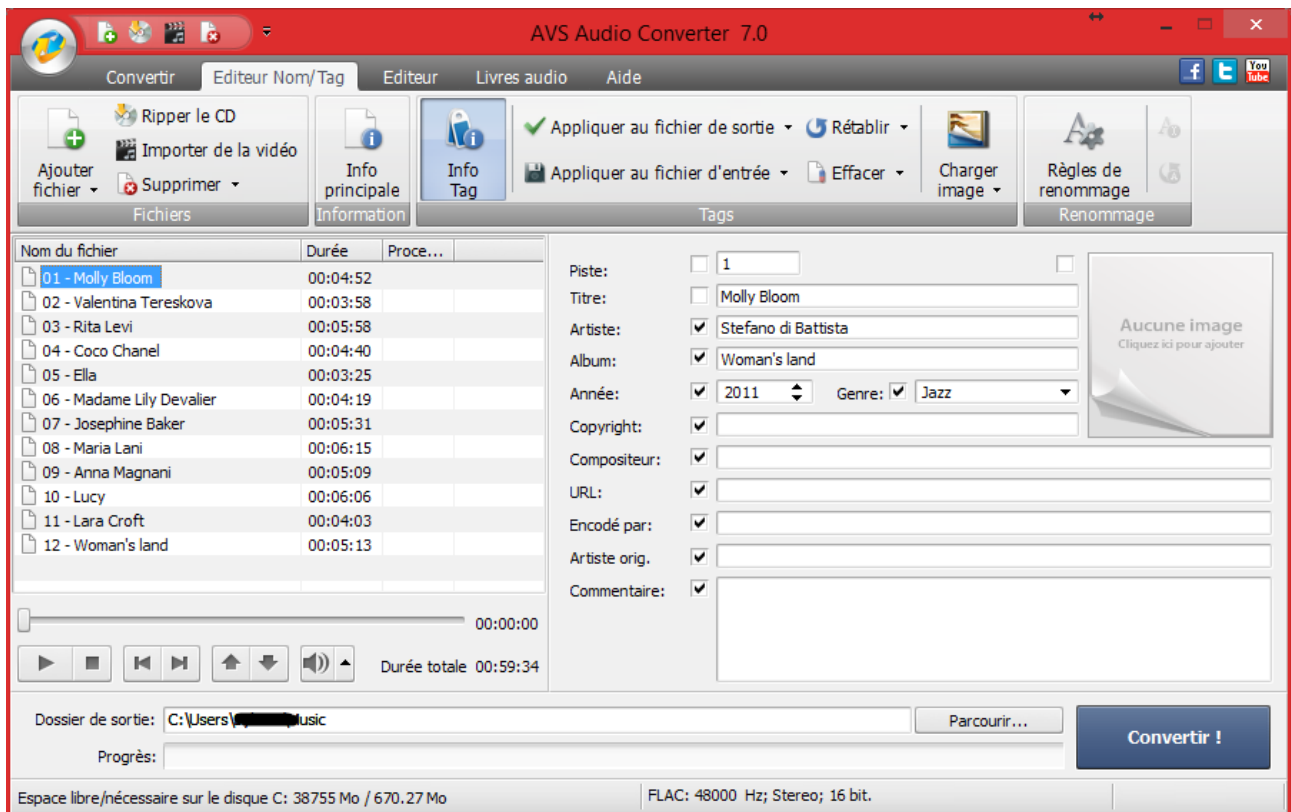 AVS Audio Converter 7.0
Convertir Editeur Nom/Tag Editeur Livres audio Aide
You Tube
Ajouter fichier
Ripper le CD
Importer de la vidéo
Supprimer
Fichiers
Info principale
Information
Info Tag
Appliquer au fichier de sortie
Rétablir
Appliquer au fichier d'entrée
Effacer
Charger image
Tags
Règles de renommage
Renommage
Nom du fichier Durée Proce...
01 - Molly Bloom 00:04:52
02 - Valentina Tereskova 00:03:58
03 - Rita Levi 00:05:58
04 - Coco Chanel 00:04:40
05 - Ella 00:03:25
06 - Madame Lily Devalier 00:04:19
07 - Josephine Baker 00:05:31
08 - Maria Lani 00:06:15
09 - Anna Magnani 00:05:09
10 - Lucy 00:06:06
11 - Lara Croft 00:04:03
12 - Woman's land 00:05:13
00:00:00
Durée totale 00:59:34
Piste: 1
Titre: Molly Bloom
Artiste: Stefano di Battista
Album: Woman's land
Année: 2011 Genre: Jazz
Copyright:
Compositeur:
URL:
Encodé par:
Artiste orig.
Commentaire:
Aucune image
Cliquez ici pour ajouter
Dossier de sortie: C:\Users\ Music
Parcourir...
Progrès:
Convertir !
Espace libre/nécessaire sur le disque C: 38755 Mo / 670.27 Mo
FLAC: 48000 Hz; Stereo; 16 bit.